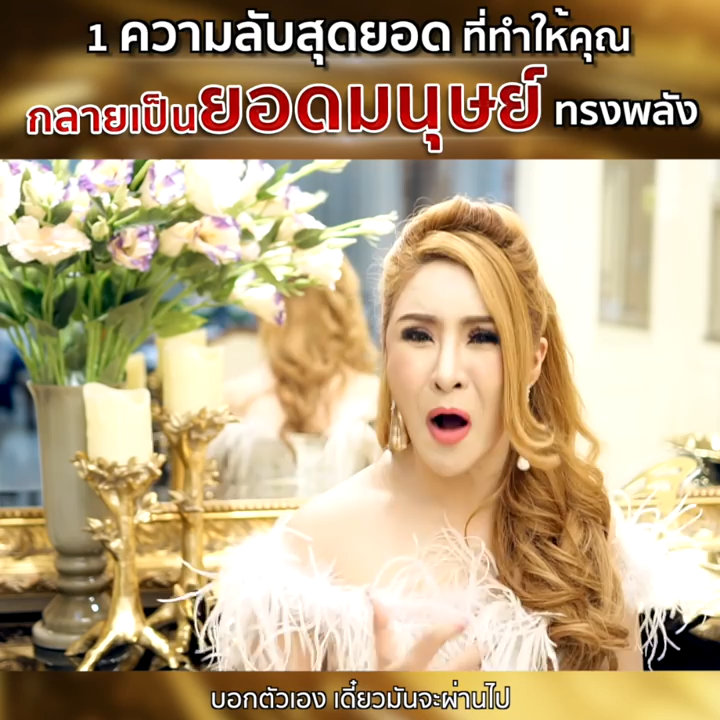 1 ความลับสุดยอด ที่ทำให้คุณ
กลายเป็นยอดมนุษย์ ทรงพลัง
บอกตัวเอง เดี๋ยวมันจะผ่านไป